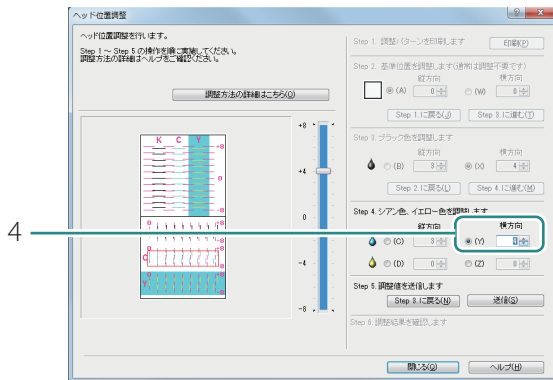 ヘッド位置調整
ヘッド位置調整を行います。
Step 1 ～ Step 5 の操作を順に実施してください。
調整方法の詳細はヘルプをご確認ください。
調整方法の詳細はこちら(O)
K C Y
+8
-8
+8
-8
C
Y
+8
+4
0
-4
-8
Step 1. 調整パターンを印刷します
印刷(P)
Step 2. 基準位置を調整します(通常は調整不要です)
縦方向 横方向
(A) 0 (W) 0
Step 1.に戻る(J) Step 3.に進む(T)
Step 3. ブラック色を調整します
縦方向 横方向
(B) 3 (X) 4
Step 2.に戻る(L) Step 4.に進む(M)
Step 4. シアン色、イエロー色を調整します
縦方向 横方向
4
(C) 3 (Y)
(D) 0 (Z) 0
Step 5. 調整値を送信します
Step 3.に戻る(N) 送信(S)
Step 6. 調整結果を確認します
閉じる(Q) ヘルプ(H)